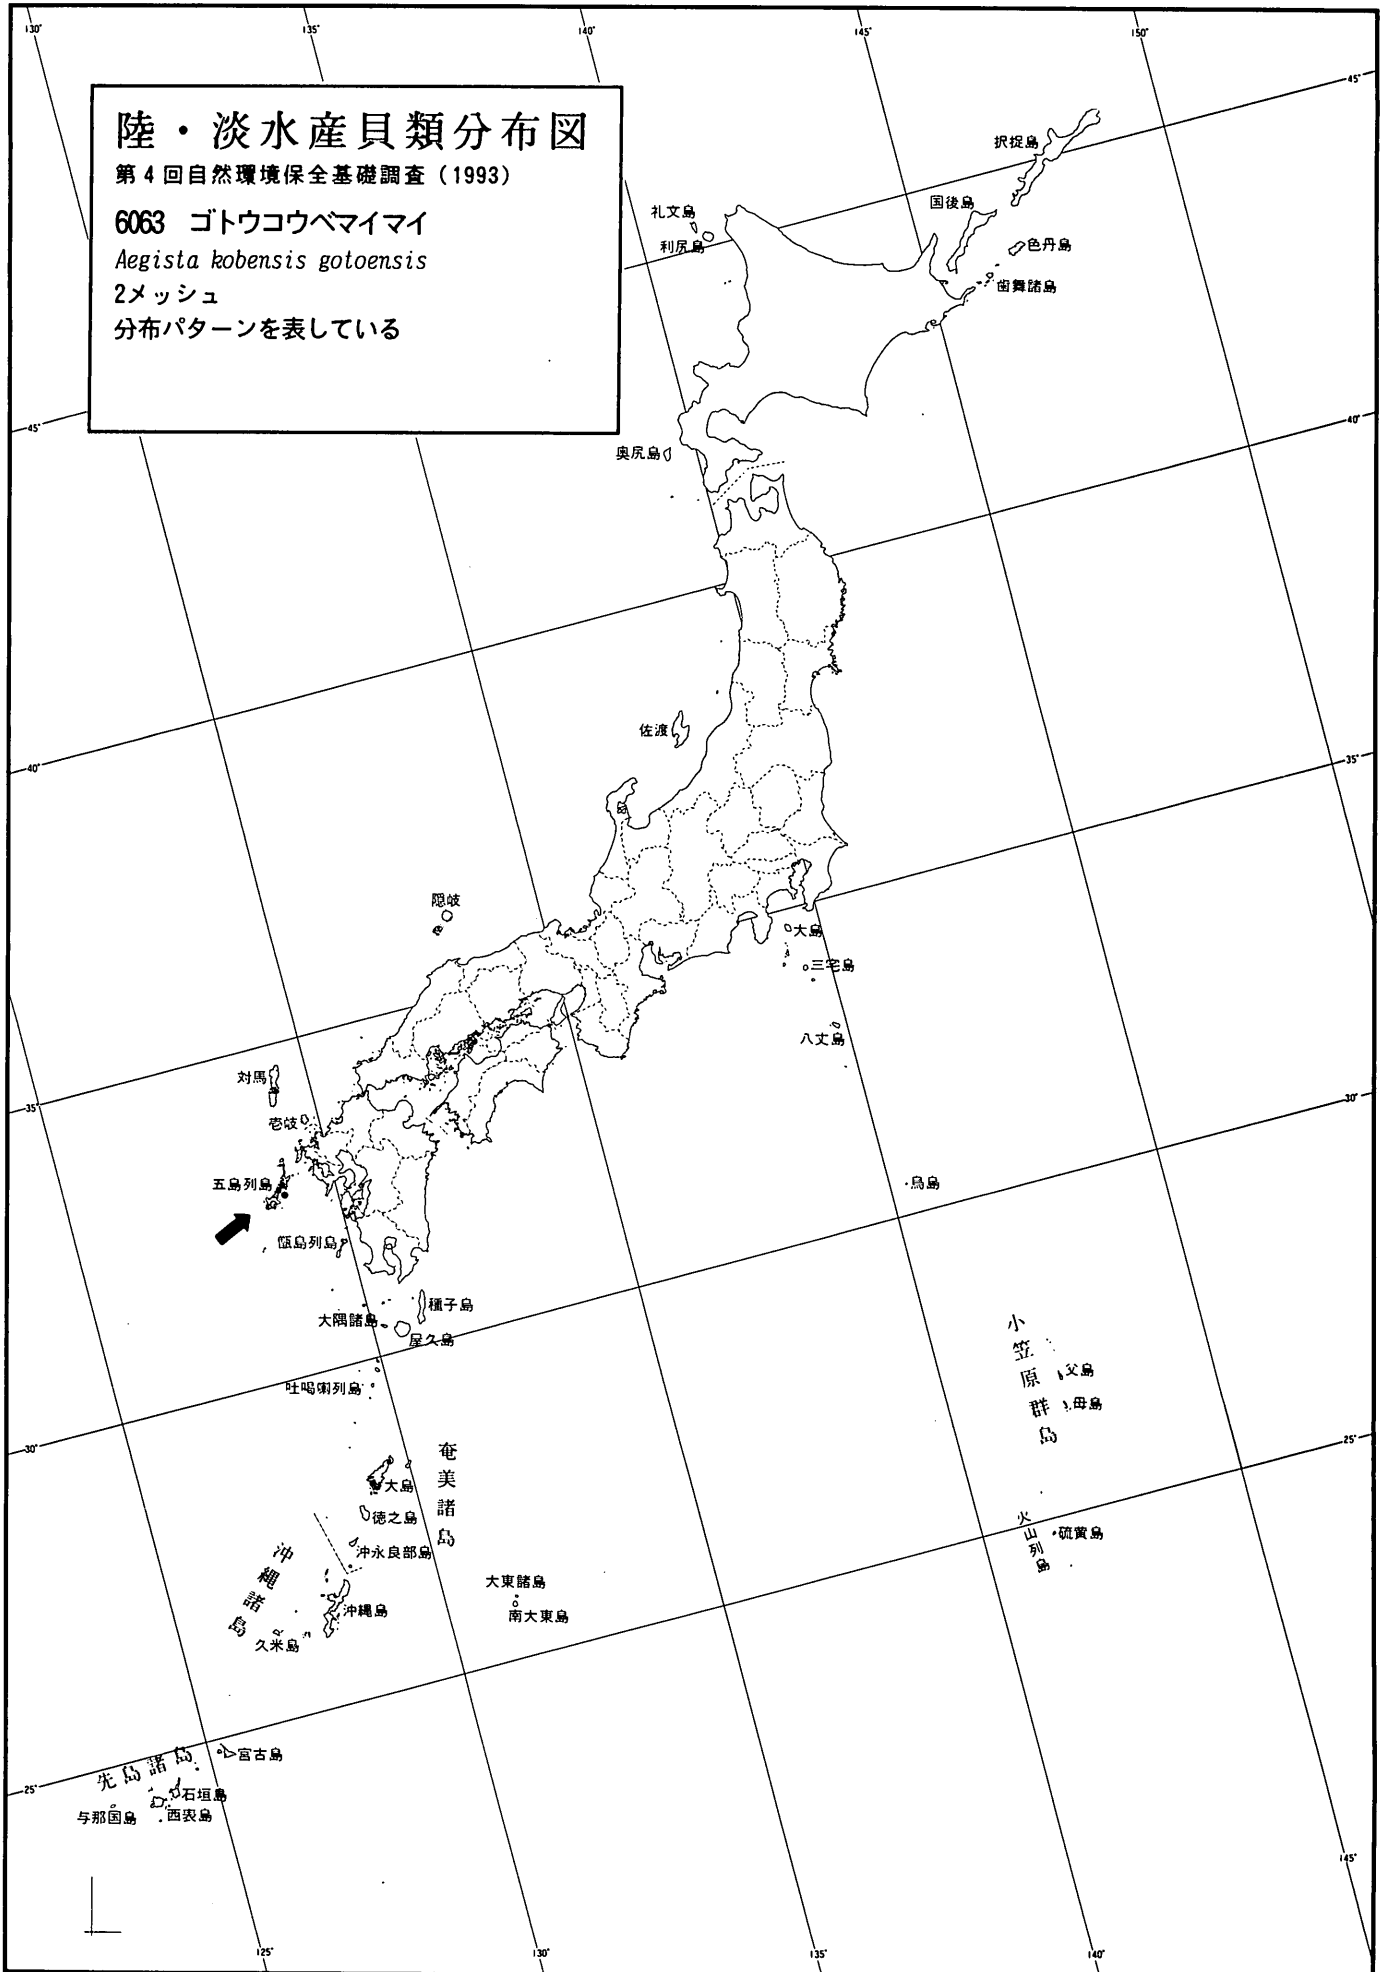 130°
135°
140°
145°
150°
陸・淡水産貝類分布図
第4回自然環境保全基礎調査(1993)
6063 ゴトウコウベマイマイ
Aegista kobensis gotoensis
2メッシュ
分布パターンを表している
45°
択捉島
国後島
礼文島
利尻島
色丹島
歯舞諸島
45°
40°
奥尻島
佐渡
40°
35°
隠岐
大島
三宅島
八丈島
対馬
35°
壱岐
30°
五島列島
鳥島
甑島列島
種子島
大隅諸島
屋久島
小笠原群島
父島
吐喝喇列島
母島
30°
25°
奄美諸島
大島
徳之島
火山列島
硫黄島
沖永良部島
沖縄諸島
大東諸島
沖縄島
南大東島
久米島
先島諸島
宮古島
25°
石垣島
与那国島
西表島
145°
125°
130°
135°
140°